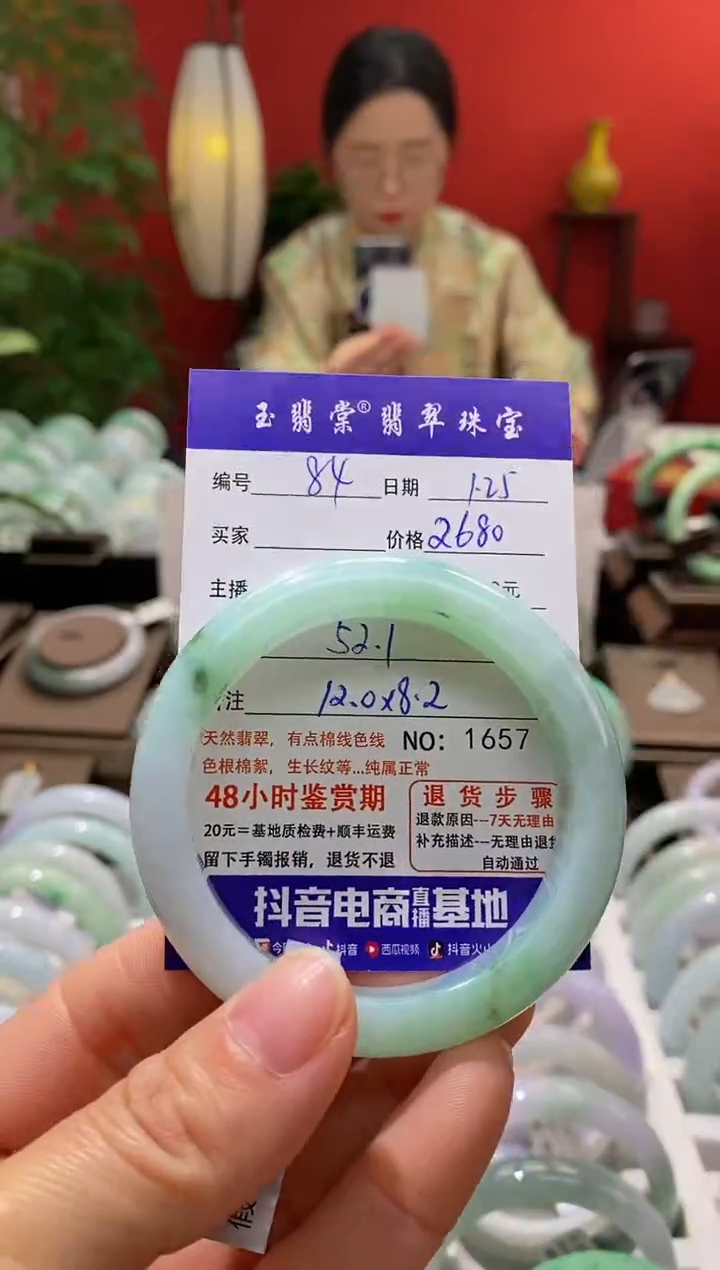 玉翡棠® 翡翠珠宝
编号 84 日期 1.25
买家 价格 2680
主播 元
52.1
注 12.0x8.2
天然翡翠，有点棉线色线 NO: 1657
色根棉絮，生长纹等...纯属正常
48小时鉴赏期
退货步骤
20元＝基地质检费+顺丰运费
留下手镯报销，退货不退
退款原因---7天无理由
补充描述---无理由退货
自动通过
抖音电商直播基地
抖音 西瓜视频 抖音火山
假